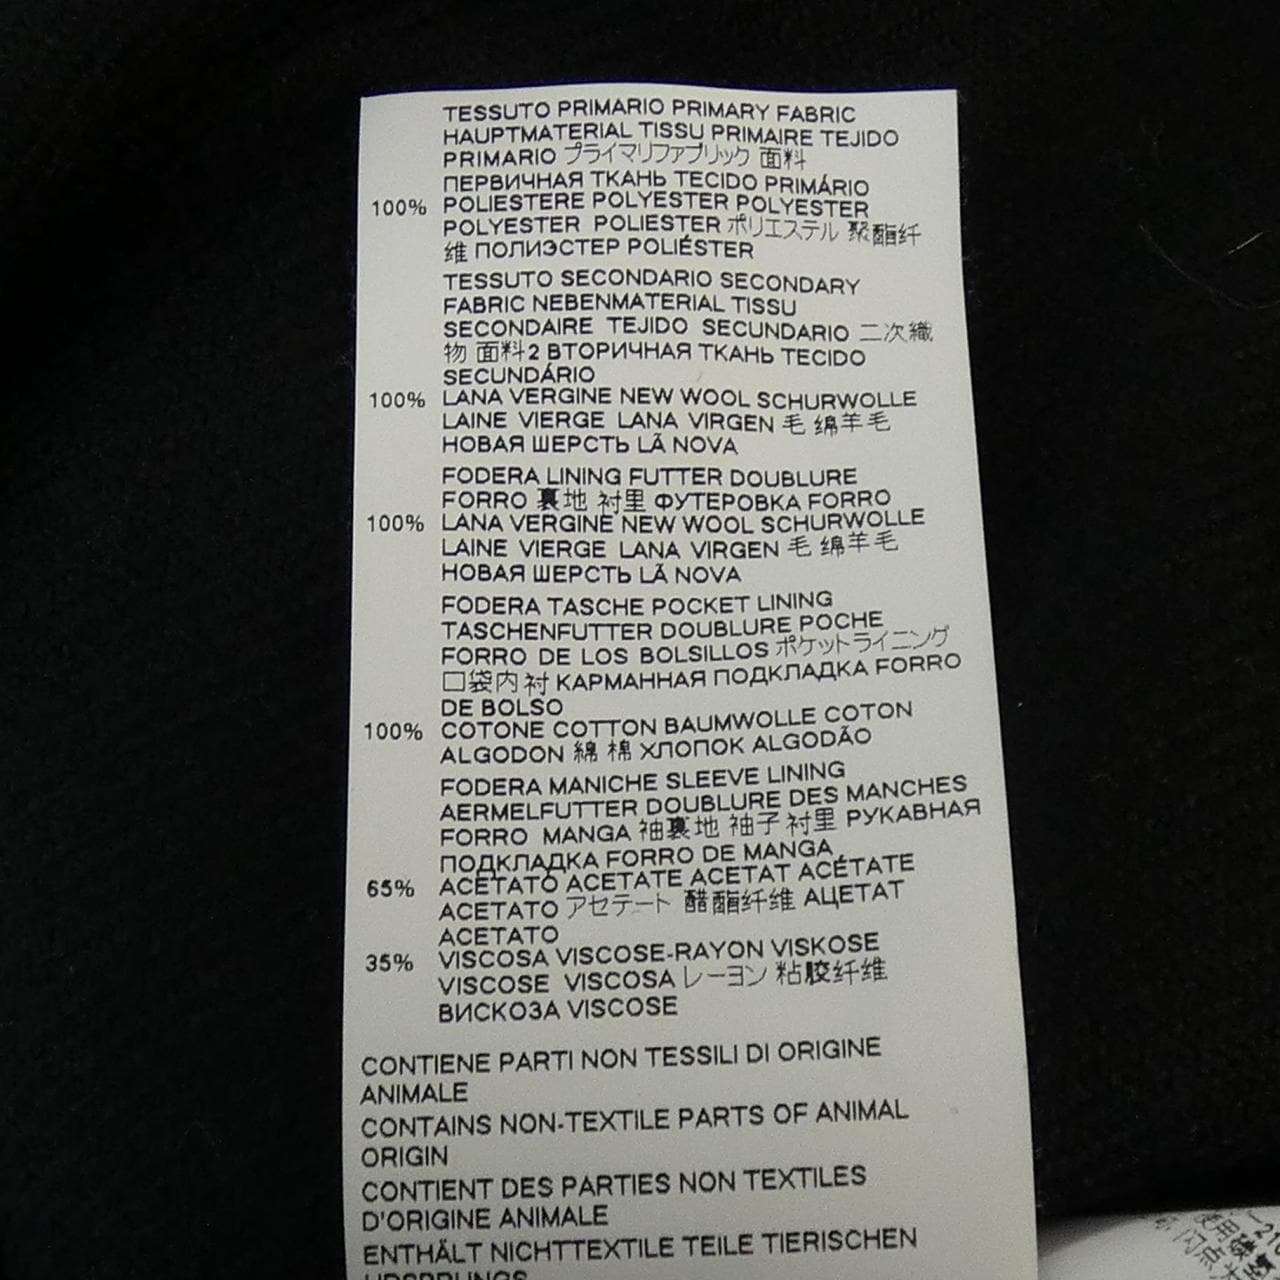 TESSUTO PRIMARIO PRIMARY FABRIC
HAUPTMATERIAL TISSU PRIMAIRE TEJIDO
PRIMARIO プライマリファブリック 面料
ПЕРВИЧНАЯ ТКАНЬ TECIDO PRIMÁRIO
100% POLIESTERE POLYESTER POLYESTER
POLYESTER POLIESTER ポリエステル 聚酯纤
维 ПОЛИЭСТЕР POLIÉSTER
TESSUTO SECONDARIO SECONDARY
FABRIC NEBENMATERIAL TISSU
SECONDAIRE TEJIDO SECUNDARIO 二次織
物 面料2 ВТОРИЧНАЯ ТКАНЬ TECIDO
SECUNDÁRIO
100% LANA VERGINE NEW WOOL SCHURWOLLE
LAINE VIERGE LANA VIRGEN 毛 绵羊毛
НОВАЯ ШЕРСТЬ LÃ NOVA
FODERA LINING FUTTER DOUBLURE
FORRO 裏地 衬里 ФУТЕРОВКА FORRO
100% LANA VERGINE NEW WOOL SCHURWOLLE
LAINE VIERGE LANA VIRGEN 毛 绵羊毛
НОВАЯ ШЕРСТЬ LÃ NOVA
FODERA TASCHE POCKET LINING
TASCHENFUTTER DOUBLURE POCHE
FORRO DE LOS BOLSILLOS ポケットライニング
口袋内衬 КАРМАННАЯ ПОДКЛАДКА FORRO
DE BOLSO
100% COTONE COTTON BAUMWOLLE COTON
ALGODON 綿 棉 ХЛОПОК ALGODÃO
FODERA MANICHE SLEEVE LINING
AERMELFUTTER DOUBLURE DES MANCHES
FORRO MANGA 袖裏地 袖子衬里 РУКАВНАЯ
ПОДКЛАДКА FORRO DE MANGA
65% ACETATO ACETATE ACETAT ACÉTATE
ACETATO アセテート 醋酯纤维 АЦЕТАТ
ACETATO
35% VISCOSA VISCOSE-RAYON VISKOSE
VISCOSE VISCOSA レーヨン 粘胶纤维
ВИСКОЗА VISCOSE
CONTIENE PARTI NON TESSILI DI ORIGINE
ANIMALE
CONTAINS NON-TEXTILE PARTS OF ANIMAL
ORIGIN
CONTIENT DES PARTIES NON TEXTILES
D'ORIGINE ANIMALE
ENTHÄLT NICHTTEXTILE TEILE TIERISCHEN
URSPRUNGS